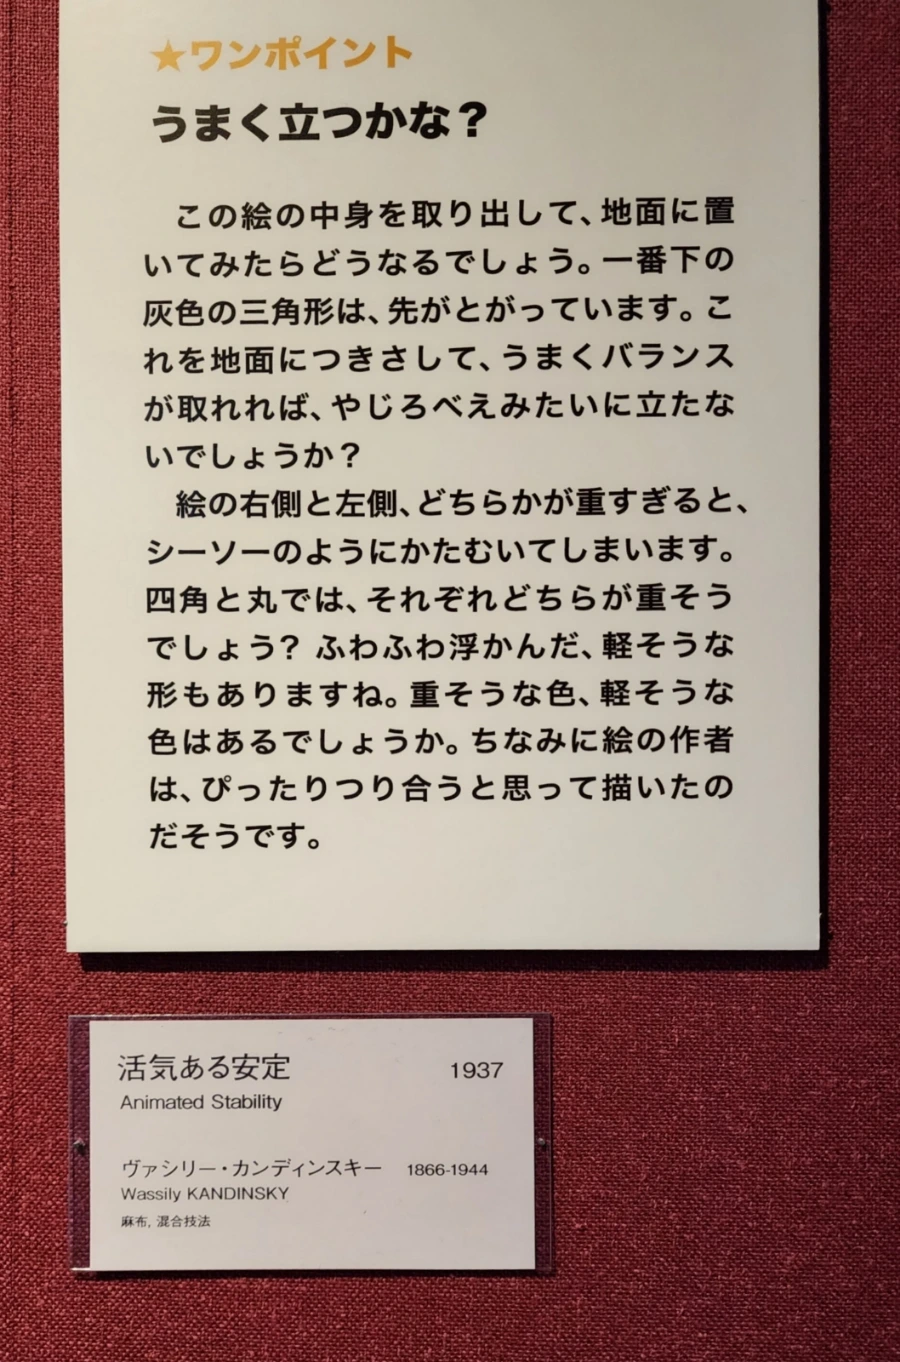 ★ワンポイント
うまく立つかな？
この絵の中身を取り出して、地面に置
いてみたらどうなるでしょう。一番下の
灰色の三角形は、先がとがっています。こ
れを地面につきさして、うまくバランス
が取れれば、やじろべえみたいに立たな
いでしょうか？
絵の右側と左側、どちらかが重すぎると、
シーソーのようにかたむいてしまいます。
四角と丸では、それぞれどちらが重そう
でしょう？ ふわふわ浮かんだ、軽そうな
形もありますね。重そうな色、軽そうな
色はあるでしょうか。ちなみに絵の作者
は、ぴったりつり合うと思って描いたの
だそうです。
活気ある安定 1937
Animated Stability
ヴァシリー・カンディンスキー 1866-1944
Wassily KANDINSKY
麻布, 混合技法